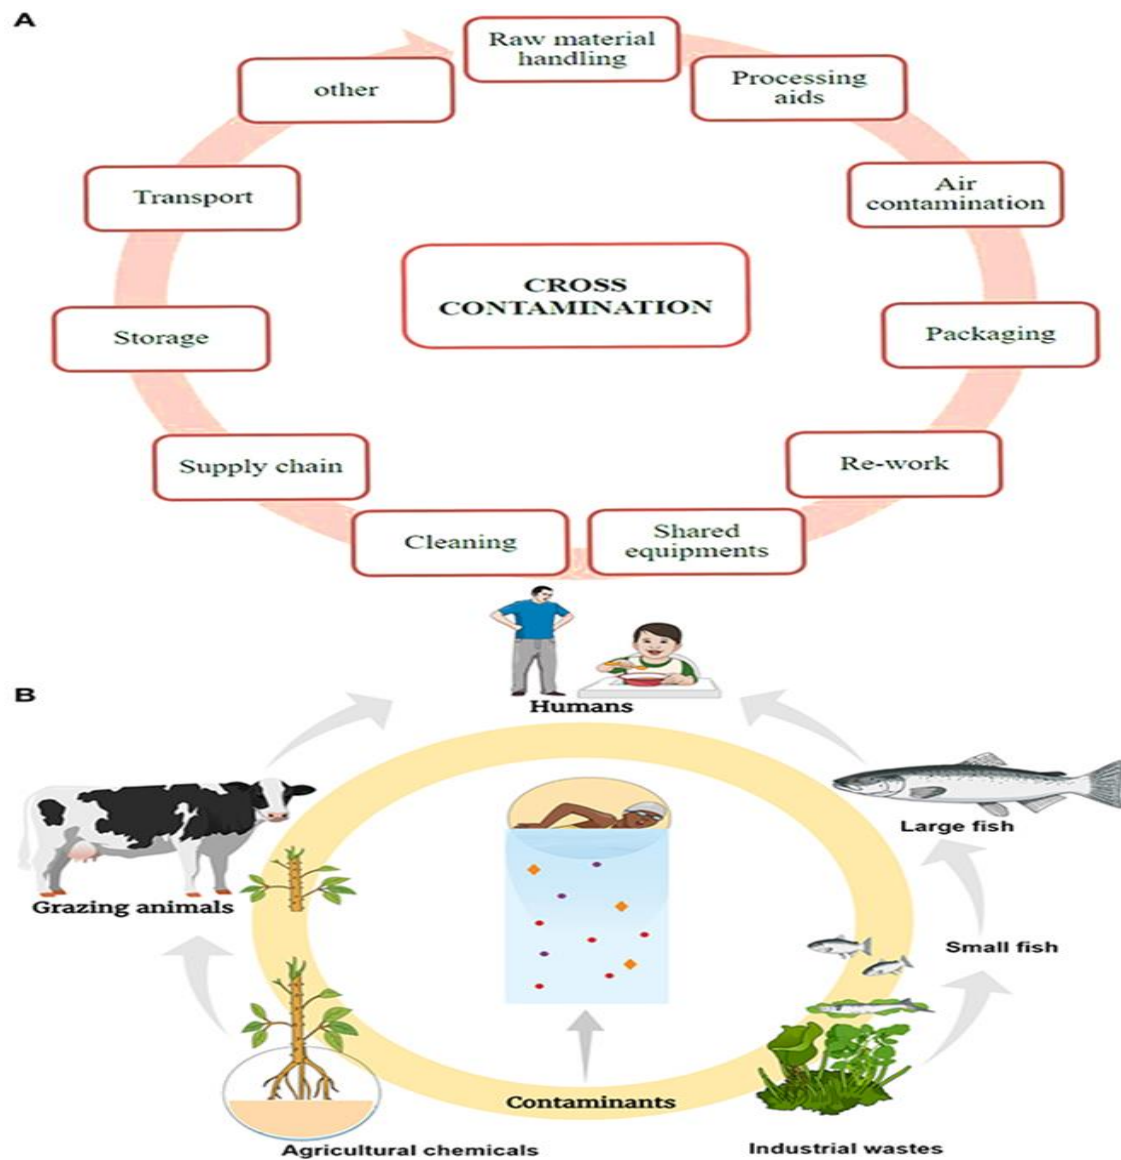 A
Raw material
handling
Processing
aids
other
Air
contamination
Transport
CROSS
CONTAMINATION
Packaging
Storage
Re-work
Supply chain
Shared
equipments
Cleaning
B
Humans
Large fish
Grazing animals
Small fish
Contaminants
Agricultural chemicals
Industrial wastes